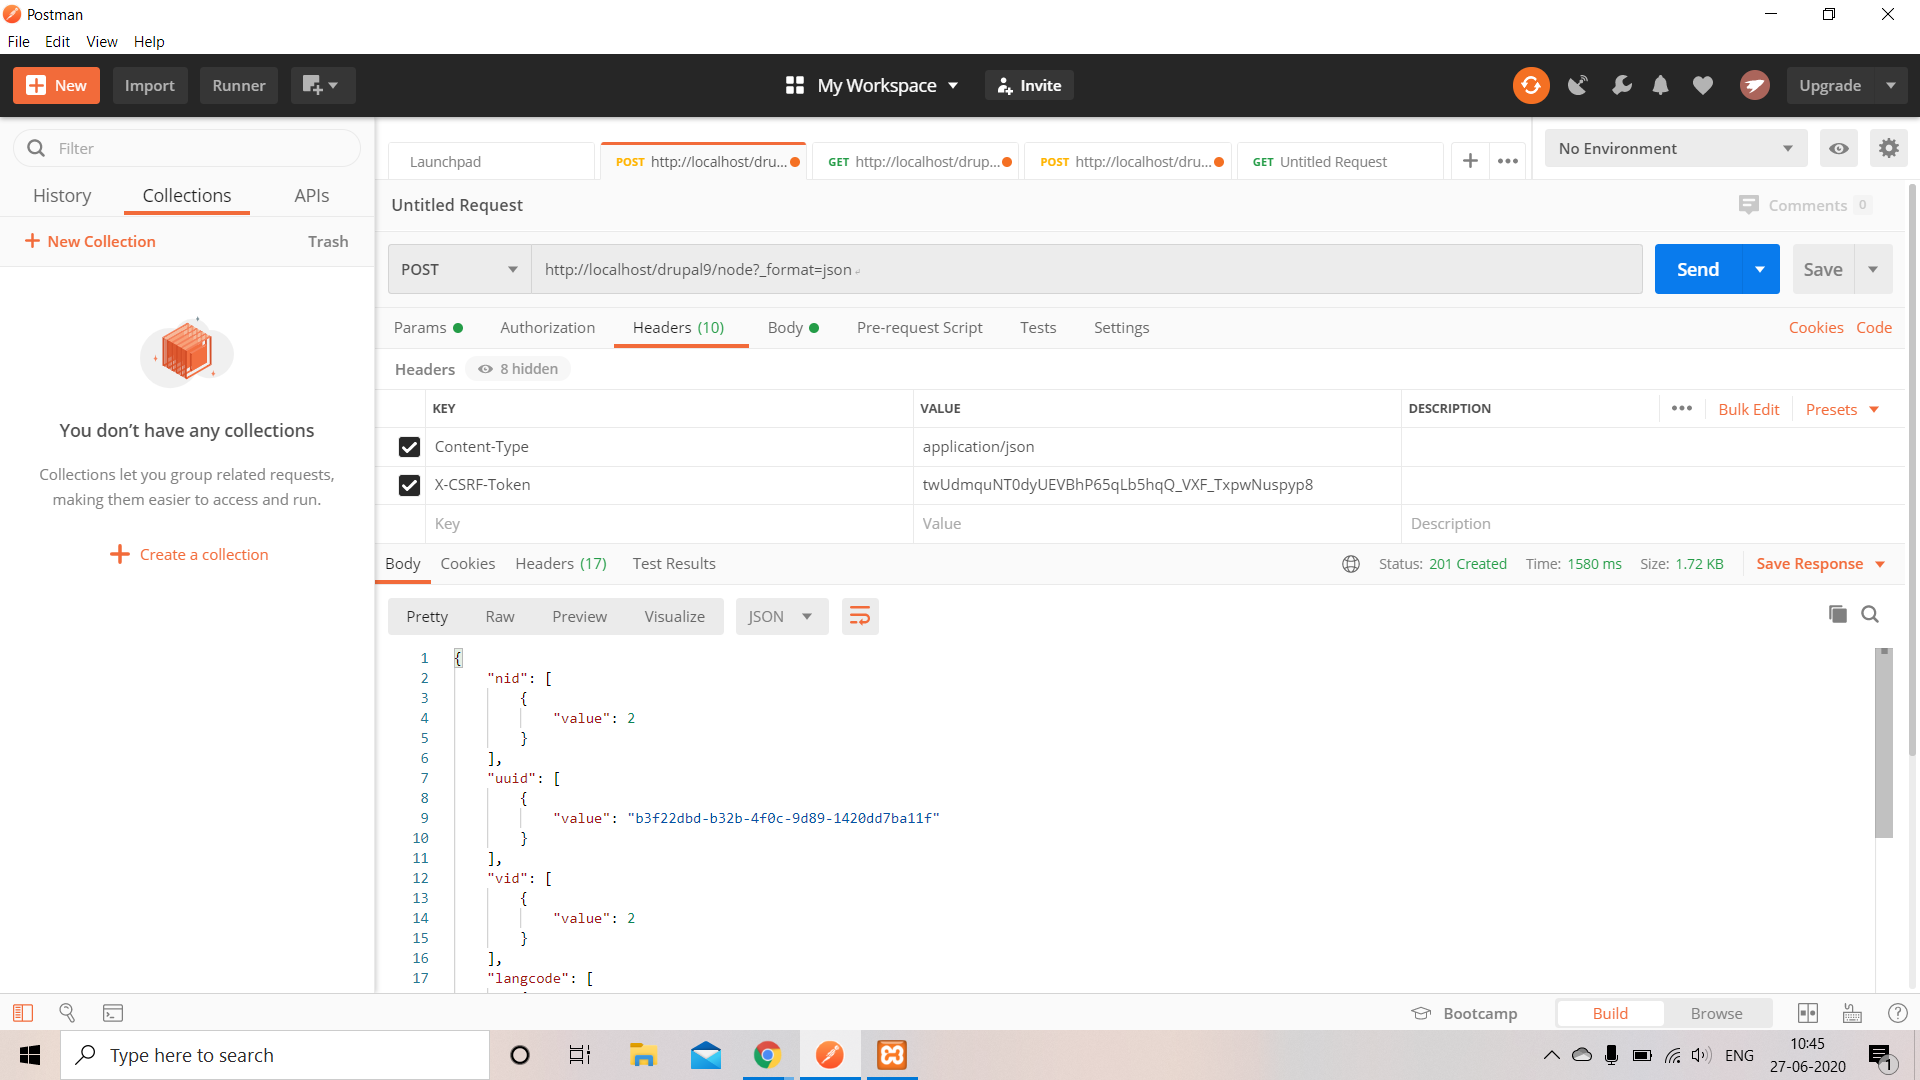 Postman
File Edit View Help
New Import Runner My Workspace Invite Upgrade
Filter
History Collections APIs
New Collection Trash
You don’t have any collections
Collections let you group related requests,
making them easier to access and run.
Create a collection
Launchpad POST http://localhost/dru... GET http://localhost/drup... POST http://localhost/dru... GET Untitled Request
No Environment
Untitled Request Comments 0
POST http://localhost/drupal9/node?_format=json Send Save
Params Authorization Headers (10) Body Pre-request Script Tests Settings Cookies Code
Headers 8 hidden
KEY VALUE DESCRIPTION Bulk Edit Presets
Content-Type application/json
X-CSRF-Token twUdmquNT0dyUEVBhP65qLb5hqQ_VXF_TxpwNuspyp8
Key Value Description
Body Cookies Headers (17) Test Results Status: 201 Created Time: 1580 ms Size: 1.72 KB Save Response
Pretty Raw Preview Visualize JSON
1 {
2 "nid": [
3 {
4 "value": 2
5 }
6 ],
7 "uuid": [
8 {
9 "value": "b3f22dbd-b32b-4f0c-9d89-1420dd7ba11f"
10 }
11 ],
12 "vid": [
13 {
14 "value": 2
15 }
16 ],
17 "langcode": [
Bootcamp Build Browse
Type here to search
ENG
10:45
27-06-2020
1